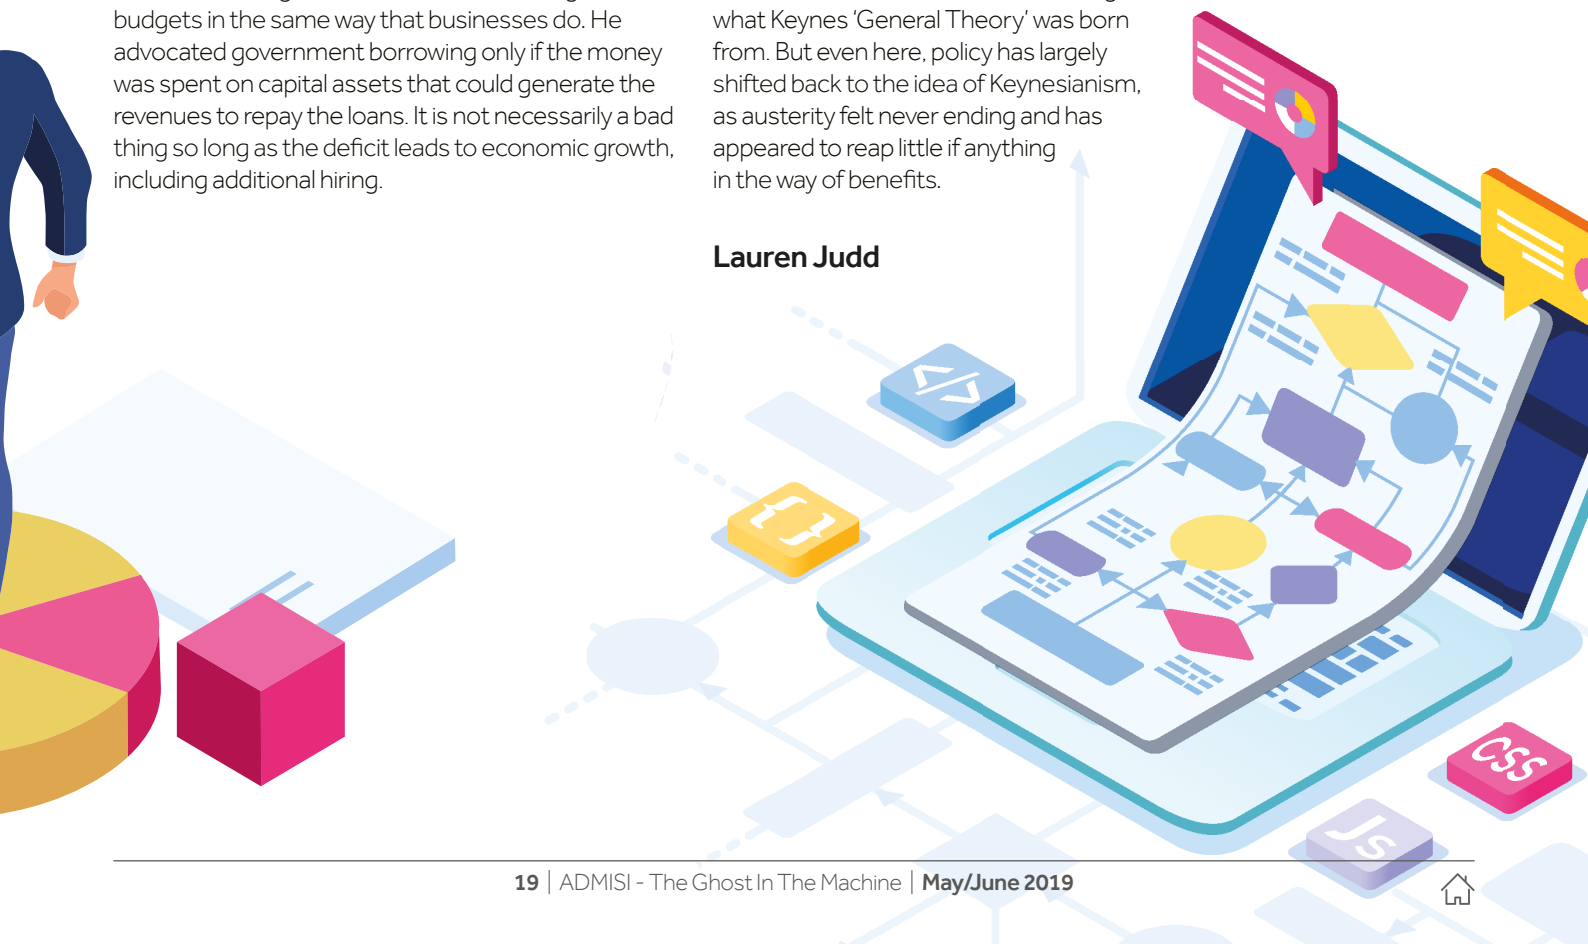 budgets in the same way that businesses do. He
advocated government borrowing only if the money
was spent on capital assets that could generate the
revenues to repay the loans. It is not necessarily a bad
thing so long as the deficit leads to economic growth,
including additional hiring.
what Keynes ‘General Theory’ was born
from. But even here, policy has largely
shifted back to the idea of Keynesianism,
as austerity felt never ending and has
appeared to reap little if anything
in the way of benefits.
Lauren Judd
</>
{}
CSS
Js
19 | ADMISI - The Ghost In The Machine | May/June 2019